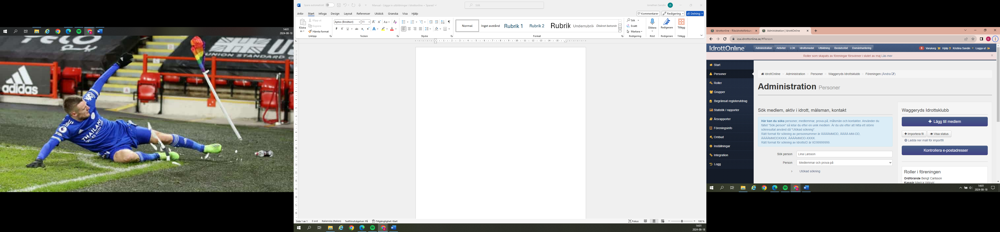 14:01
2024-08-18
TELO
UNION STANDARD
adidas
THAILAND
Spara automatiskt
Manual - Lägga in utbildningar i Idrottonline • Sparad
Sök
Jonathan Sandin
JS
Arkiv
Start
Infoga
Design
Layout
Referenser
Utskick
Granska
Visa
Hjälp
Kommentarer
Redigering
Delning
Klistra
in
Klipp ut
Kopiera
Hämta format
Urklipp
Aptos (Brödtext)
11
Tecken
Stycke
Normal
Inget avstånd
Rubrik 1
Rubrik 2
Rubrik
Underrubrik
Diskret betonin
Format
Sök
Ersätt
Markera
Redigering
Diktera
Röst
Redigerare
Redigerare
Tillägg
Tillägg
Sida 1 av 1
0 ord
Italienska (Italien)
Textförutsägelser: På
Tillgänglighet: Klart
Fokus
100 %
14:01
2024-08-18
Idrottonline - Riksidrottsförbun
Administration | IdrottOnline
ioa.idrottonline.se/#Person
K
IdrottOnline
Administration
Aktivitet
LOK
Idrottsmedel
Utbildning
Beslutsstöd
Domänhantering
0 Varukorg
Hjälp ?
Kristina Sandin
Logga ut
Roller som skapats av föreningar försvinner i slutet av maj Läs mer
Start
Personer
Roller
Grupper
Begränsat registerutdrag
Statistik / rapporter
Årsrapporter
Föreningsinfo
Ombud
Inställningar
Integration
Logg
IdrottOnline
Administration
Personer
Waggeryds Idrottsklubb
Föreningen (Ändra)
Administration Personer
Sök medlem, aktiv i idrott, målsman, kontakt
Här kan du söka personer, medlemmar, prova-på, målsmän och kontakter. Använder du
fältet "Sök person" så letar du efter en unik medlem. Är du ute efter att hitta ett större
sökresultat använd då "Utökad sökning".
Rätt format för sökning av personnummer är ÅÅÅÅMMDD, ÅÅÅÅ-MM-DD,
ÅÅÅÅMMDDXXXX, ÅÅÅÅMMDD-XXXX.
Rätt format för sökning av IdrottsID är IID99999999.
Sök person
Lina Larsson
Person
Medlemmar och prova-på
Utökad sökning
Waggeryds Idrottsklubb
Lägg till medlem
Importera fil
Visa status
Ladda ner mall för importfil
Kontrollera e-postadresser
Roller i föreningen
Ordförande Bengt Carlsson
Kassör Marica Vidovic
14:01
2024-08-18